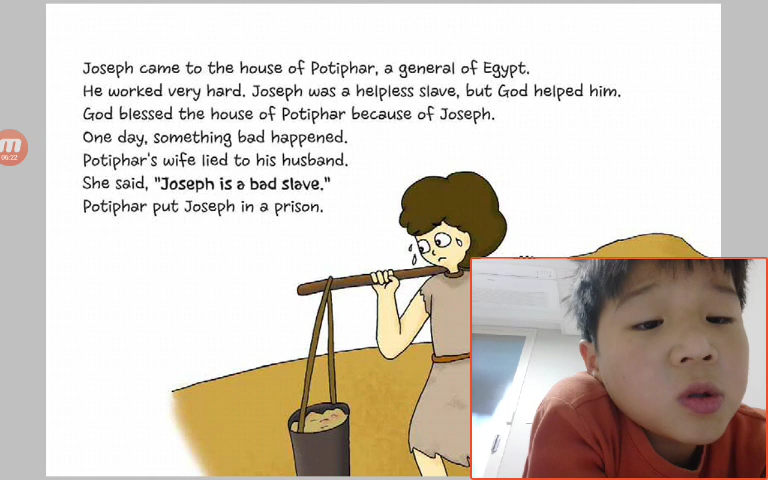 Joseph came to the house of Potiphar, a general of Egypt.
He worked very hard. Joseph was a helpless slave, but God helped him.
God blessed the house of Potiphar because of Joseph.
One day, something bad happened.
Potiphar's wife lied to his husband.
She said, "Joseph is a bad slave."
Potiphar put Joseph in a prison.
m
06:22